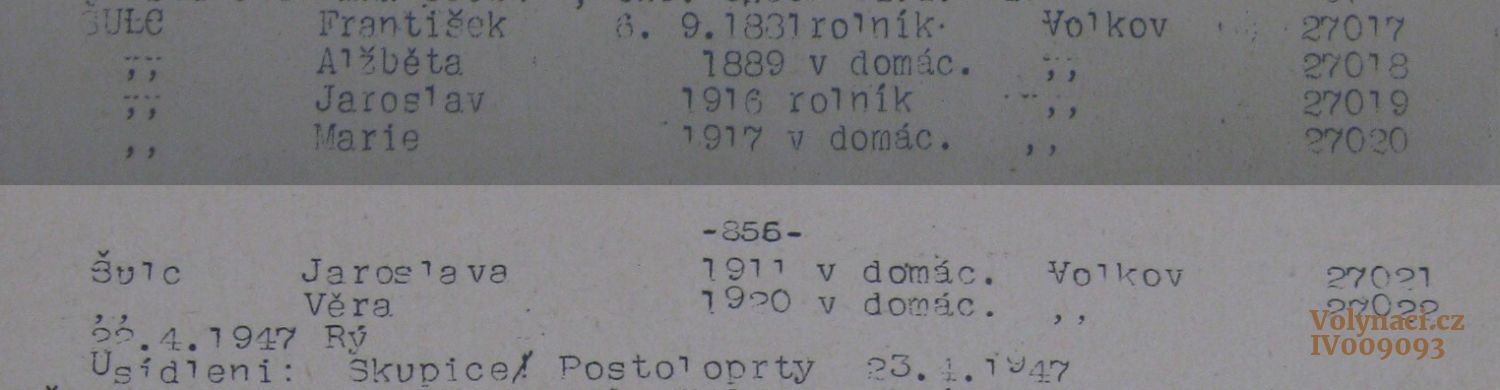 ŠULC František 6. 9.1881 rolník Volkov 27017
,, Alžběta 1889 v domác. ,, 27018
,, Jaroslav 1916 rolník ,, 27019
,, Marie 1917 v domác. ,, 27020
-856-
Šulc Jaroslava 1911 v domác. Volkov 27021
,, Věra 1920 v domác. ,, 27022
22.4.1947 Rý
Usídleni: Skupice/ Postoloprty 23.4.1947
Volynaci.cz
IV009093